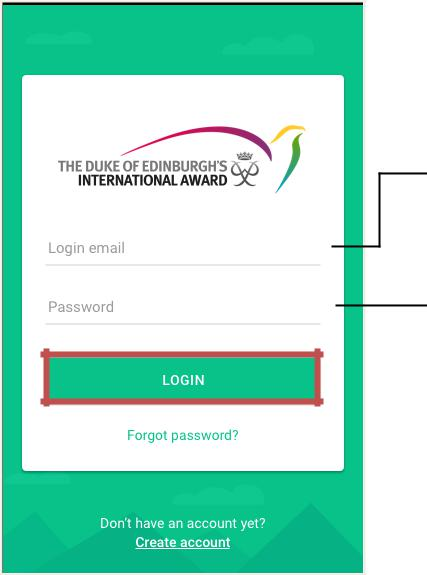 THE DUKE OF EDINBURGH'S
INTERNATIONAL AWARD
Login email
Password
LOGIN
Forgot password?
Don't have an account yet?
Create account